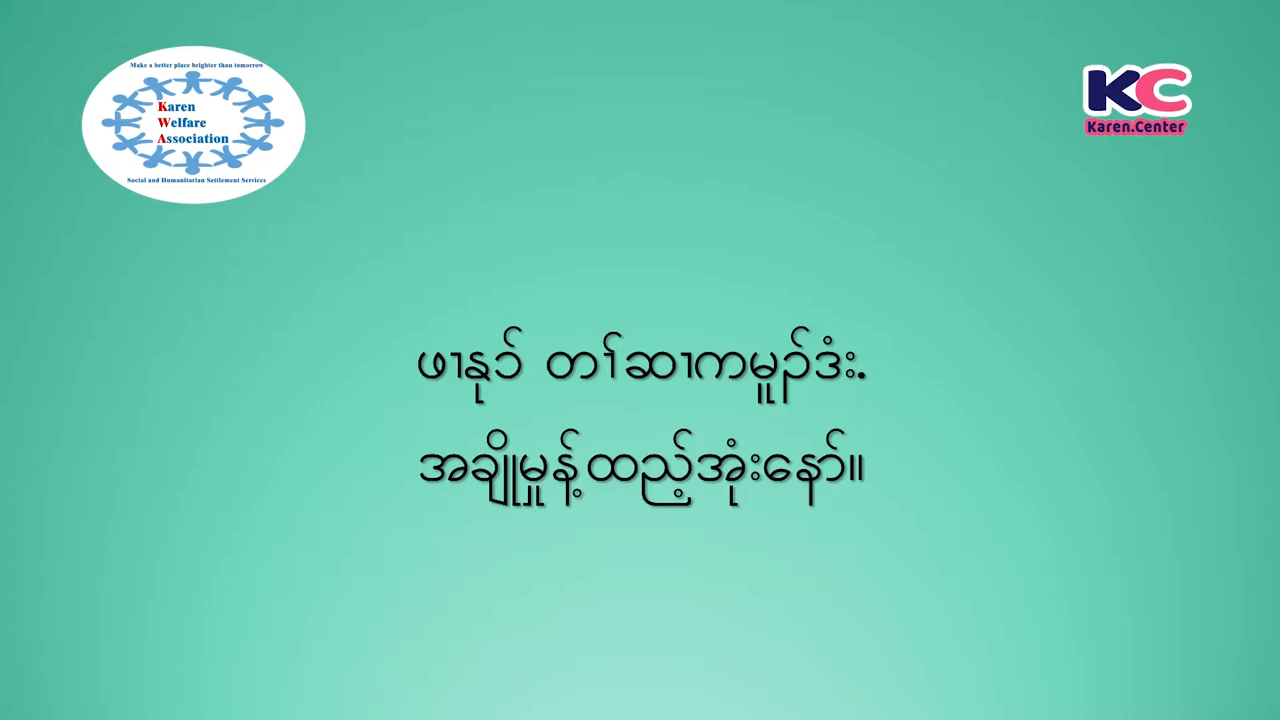 Make a better place brighter than tomorrow
Karen
Welfare
Association
Social and Humanitarian Settlement Services
KC
Karen.Center
ဖၢနုၥ် တၢ်ဆၢကမူၣ်ဒံး.
အချိုမှုန့်ထည့်အုံးနော်။